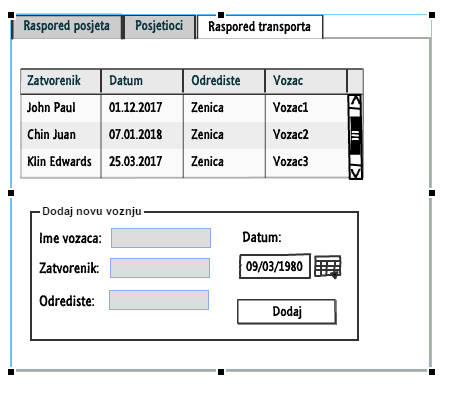 Raspored posjeta Posjetioci Raspored transporta
Zatvorenik Datum Odrediste Vozac
John Paul 01.12.2017 Zenica Vozac1
Chin Juan 07.01.2018 Zenica Vozac2
Klin Edwards 25.03.2017 Zenica Vozac3
Dodaj novu voznju
Ime vozaca: Datum:
Zatvorenik: 09/03/1980
Odrediste: Dodaj